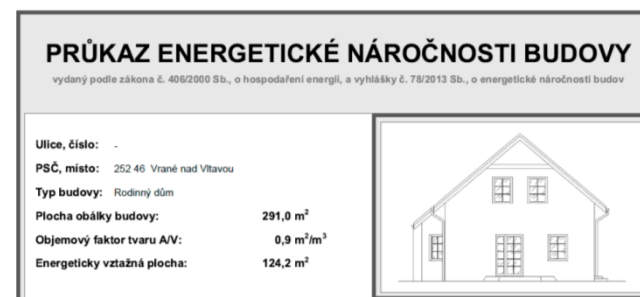 PRŮKAZ ENERGETICKÉ NÁROČNOSTI BUDOVY
vydaný podle zákona č. 406/2000 Sb., o hospodaření energií, a vyhlášky č. 78/2013 Sb., o energetické náročnosti budov
Ulice, číslo: -
PSČ, místo: 252 46 Vrané nad Vltavou
Typ budovy: Rodinný dům
Plocha obálky budovy: 291,0 m²
Objemový faktor tvaru A/V: 0,9 m²/m³
Energeticky vztažná plocha: 124,2 m²